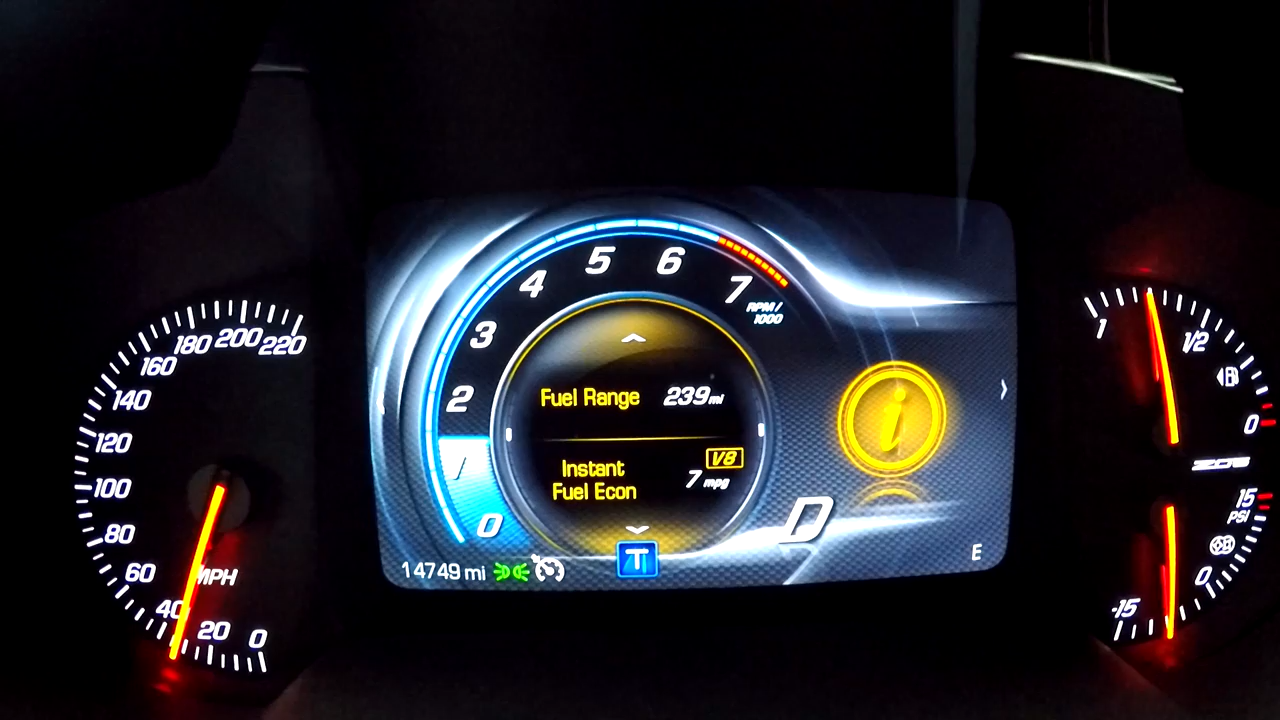 220
200
180
160
140
120
100
80
60
40
20
0
MPH
0
1
2
3
4
5
6
7
RPM/
1000
Fuel Range 239 mi
V8
Instant
Fuel Econ
7 mpg
i
D
E
14749 mi
T
1
1/2
0
Z06
15
PSI
0
-15